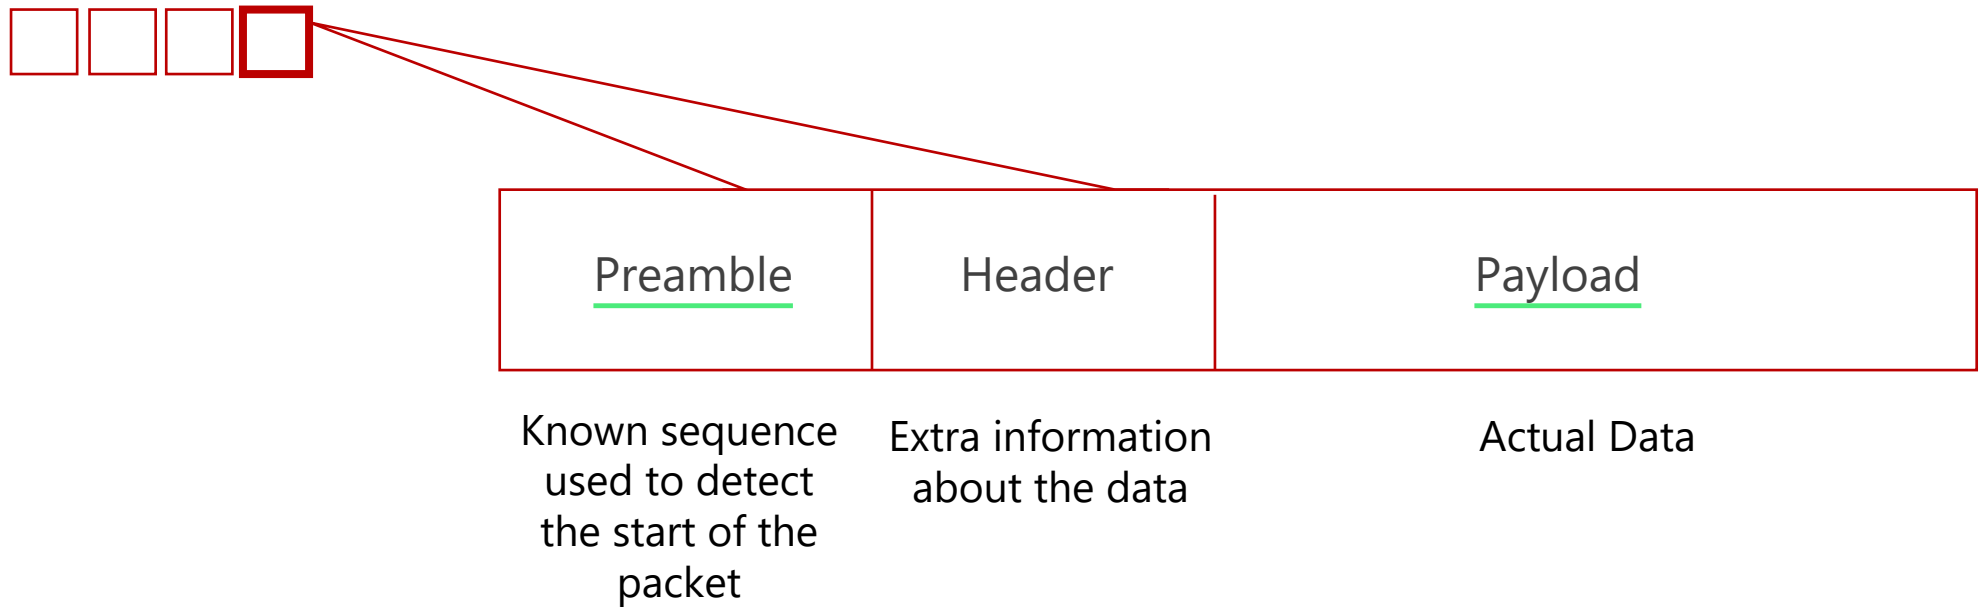 Preamble
Header
Payload
Known sequence
used to detect
the start of the
packet
Extra information
about the data
Actual Data